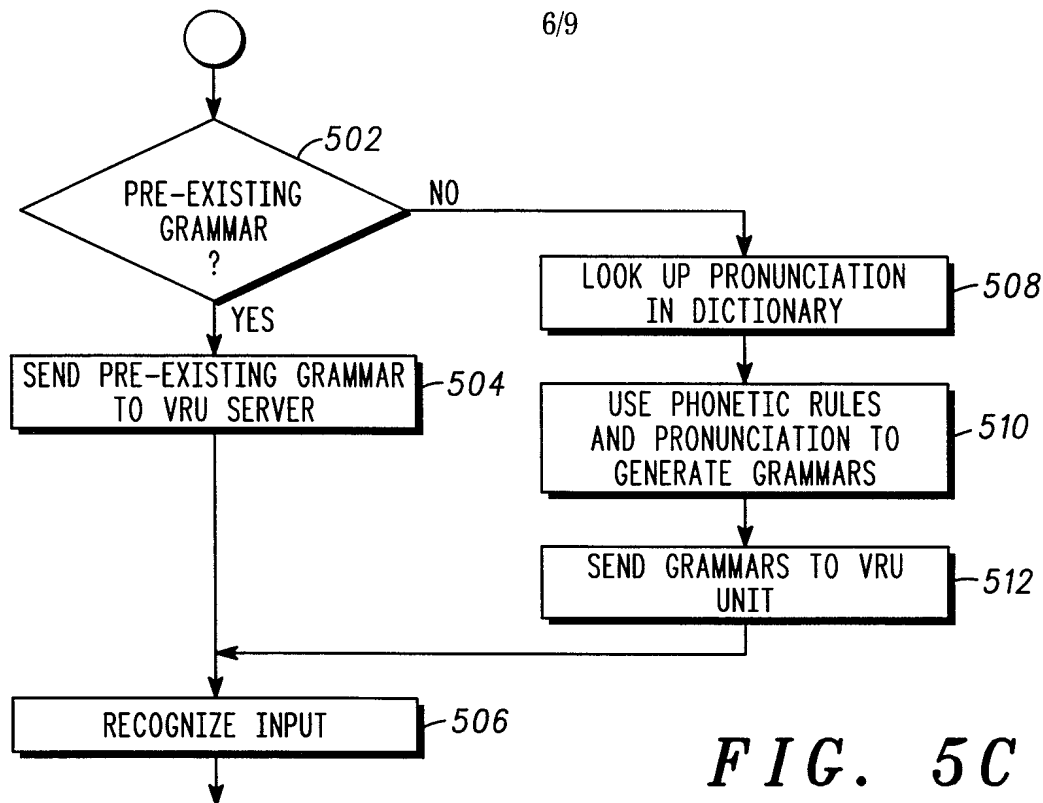 6/9
502
PRE-EXISTING
GRAMMAR
?
NO
YES
LOOK UP PRONUNCIATION
IN DICTIONARY
508
SEND PRE-EXISTING GRAMMAR
TO VRU SERVER
504
USE PHONETIC RULES
AND PRONUNCIATION TO
GENERATE GRAMMARS
510
SEND GRAMMARS TO VRU
UNIT
512
RECOGNIZE INPUT
506
FIG. 5C